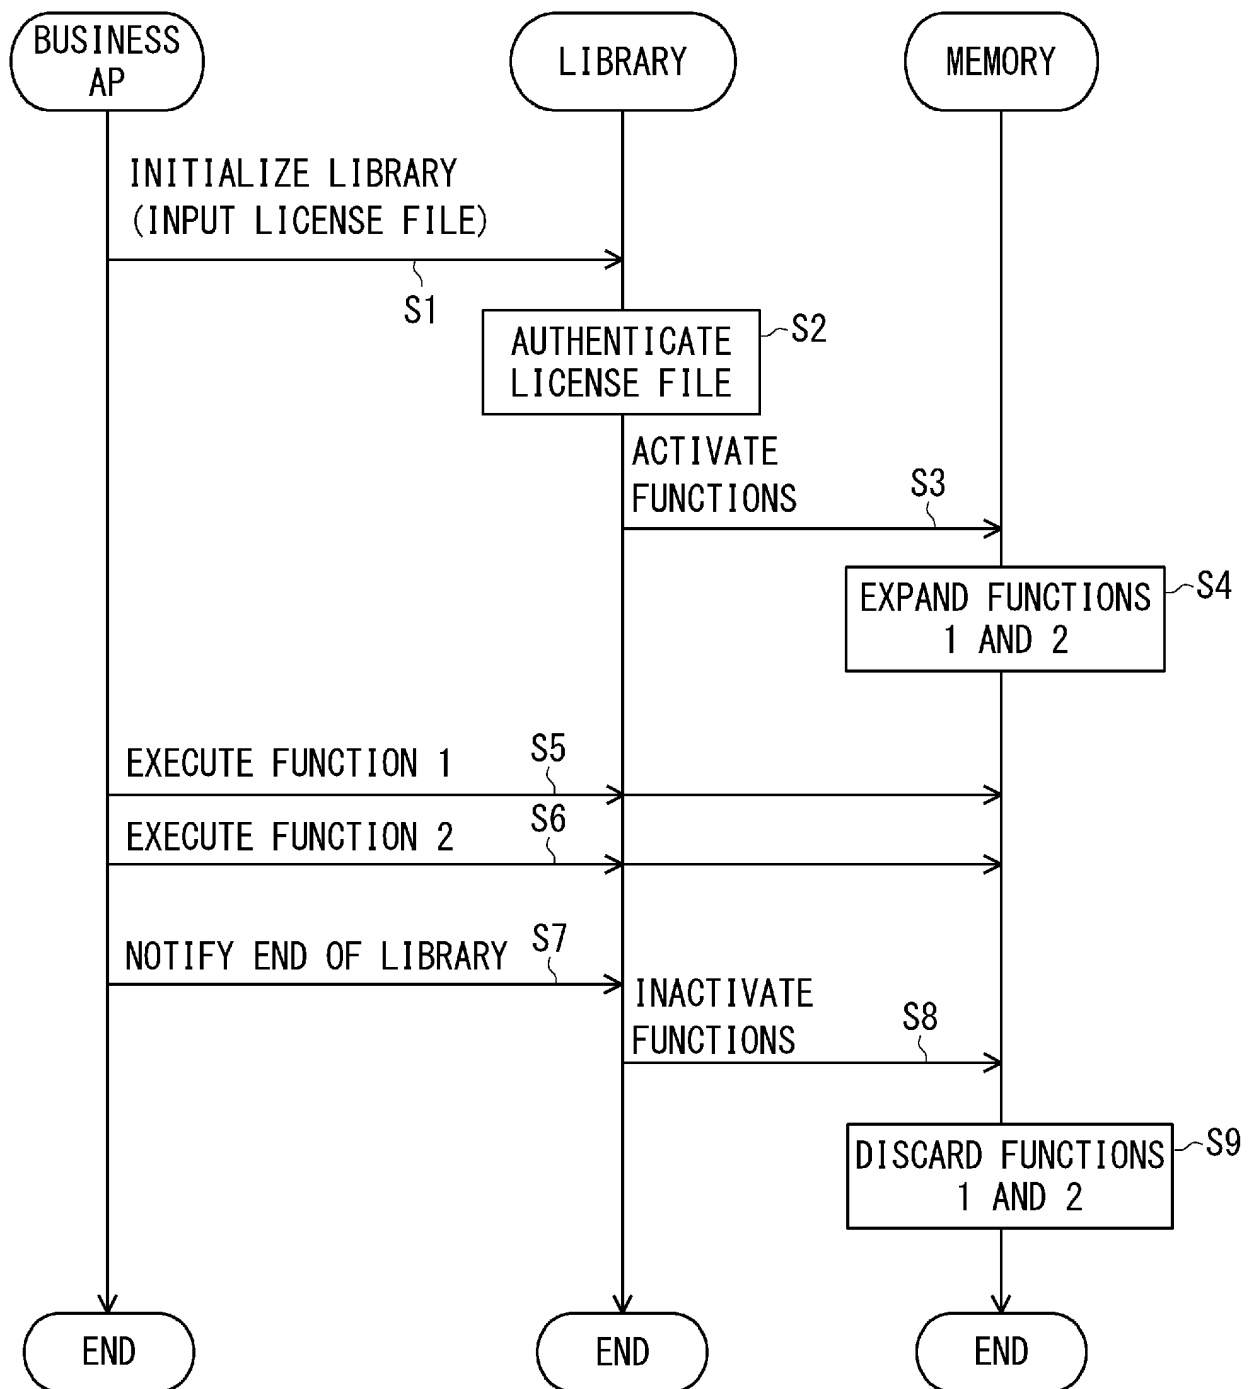 BUSINESS
AP
LIBRARY
MEMORY
INITIALIZE LIBRARY
(INPUT LICENSE FILE)
S1
AUTHENTICATE
LICENSE FILE
S2
ACTIVATE
FUNCTIONS
S3
EXPAND FUNCTIONS
1 AND 2
S4
EXECUTE FUNCTION 1
S5
EXECUTE FUNCTION 2
S6
NOTIFY END OF LIBRARY
S7
INACTIVATE
FUNCTIONS
S8
DISCARD FUNCTIONS
1 AND 2
S9
END
END
END